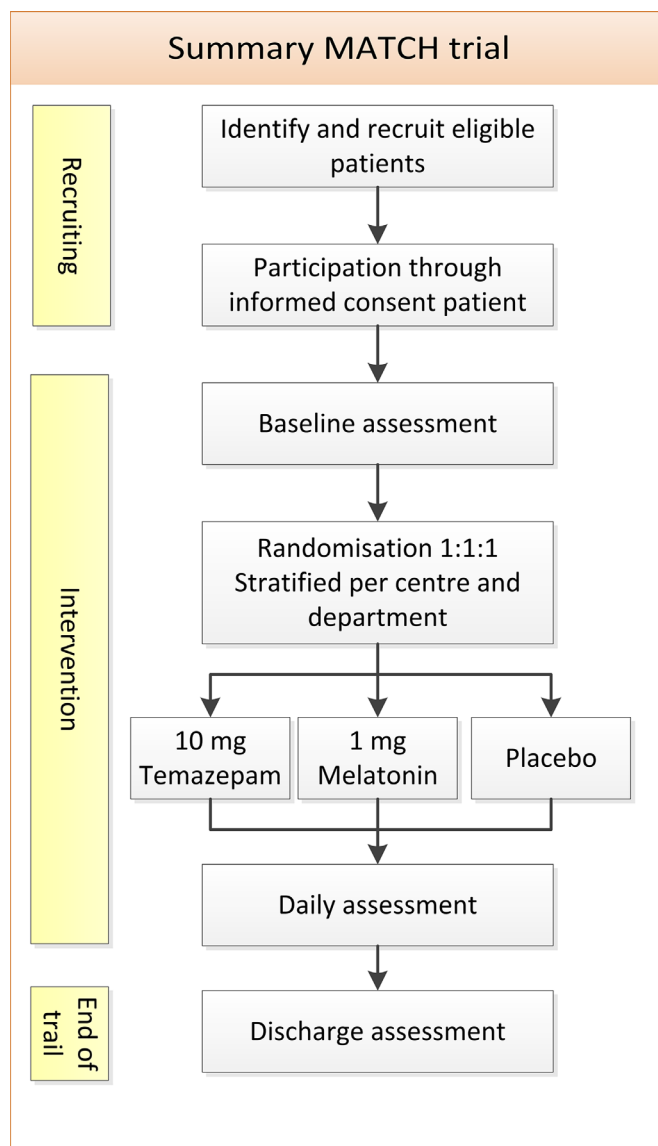 Summary MATCH trial
Recruiting
Identify and recruit eligible
patients
Participation through
informed consent patient
Intervention
Baseline assessment
Randomisation 1:1:1
Stratified per centre and
department
10 mg
Temazepam
1 mg
Melatonin
Placebo
Daily assessment
End of
trail
Discharge assessment